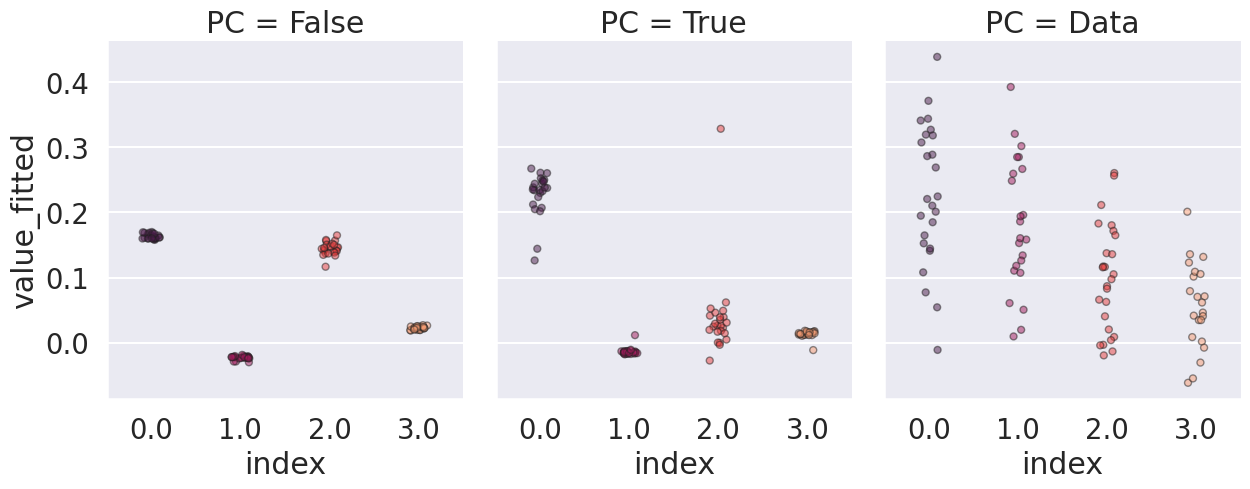 PC = False
PC = True
PC = Data
value_fitted
0.4
0.3
0.2
0.1
0.0
0.0 1.0 2.0 3.0
0.0 1.0 2.0 3.0
0.0 1.0 2.0 3.0
index
index
index